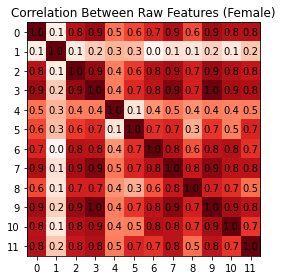 Correlation Between Raw Features (Female)
0 1.0 0.1 0.8 0.9 0.5 0.6 0.7 0.9 0.6 0.9 0.8 0.8
1 0.1 1.0 0.1 0.2 0.3 0.3 0.0 0.1 0.1 0.2 0.1 0.2
2 0.8 0.1 1.0 0.9 0.4 0.6 0.8 0.9 0.7 0.9 0.8 0.8
3 0.9 0.2 0.9 1.0 0.4 0.7 0.8 0.9 0.7 1.0 0.9 0.8
4 0.5 0.3 0.4 0.4 1.0 0.1 0.4 0.5 0.4 0.4 0.4 0.5
5 0.6 0.3 0.6 0.7 0.1 1.0 0.7 0.7 0.3 0.7 0.5 0.7
6 0.7 0.0 0.8 0.8 0.4 0.7 1.0 0.8 0.6 0.8 0.8 0.7
7 0.9 0.1 0.9 0.9 0.5 0.7 0.8 1.0 0.8 0.9 0.8 0.8
8 0.6 0.1 0.7 0.7 0.4 0.3 0.6 0.8 1.0 0.7 0.7 0.5
9 0.9 0.2 0.9 1.0 0.4 0.7 0.8 0.9 0.7 1.0 0.9 0.8
10 0.8 0.1 0.8 0.9 0.4 0.5 0.8 0.8 0.7 0.9 1.0 0.7
11 0.8 0.2 0.8 0.8 0.5 0.7 0.7 0.8 0.5 0.8 0.7 1.0
0 1 2 3 4 5 6 7 8 9 10 11